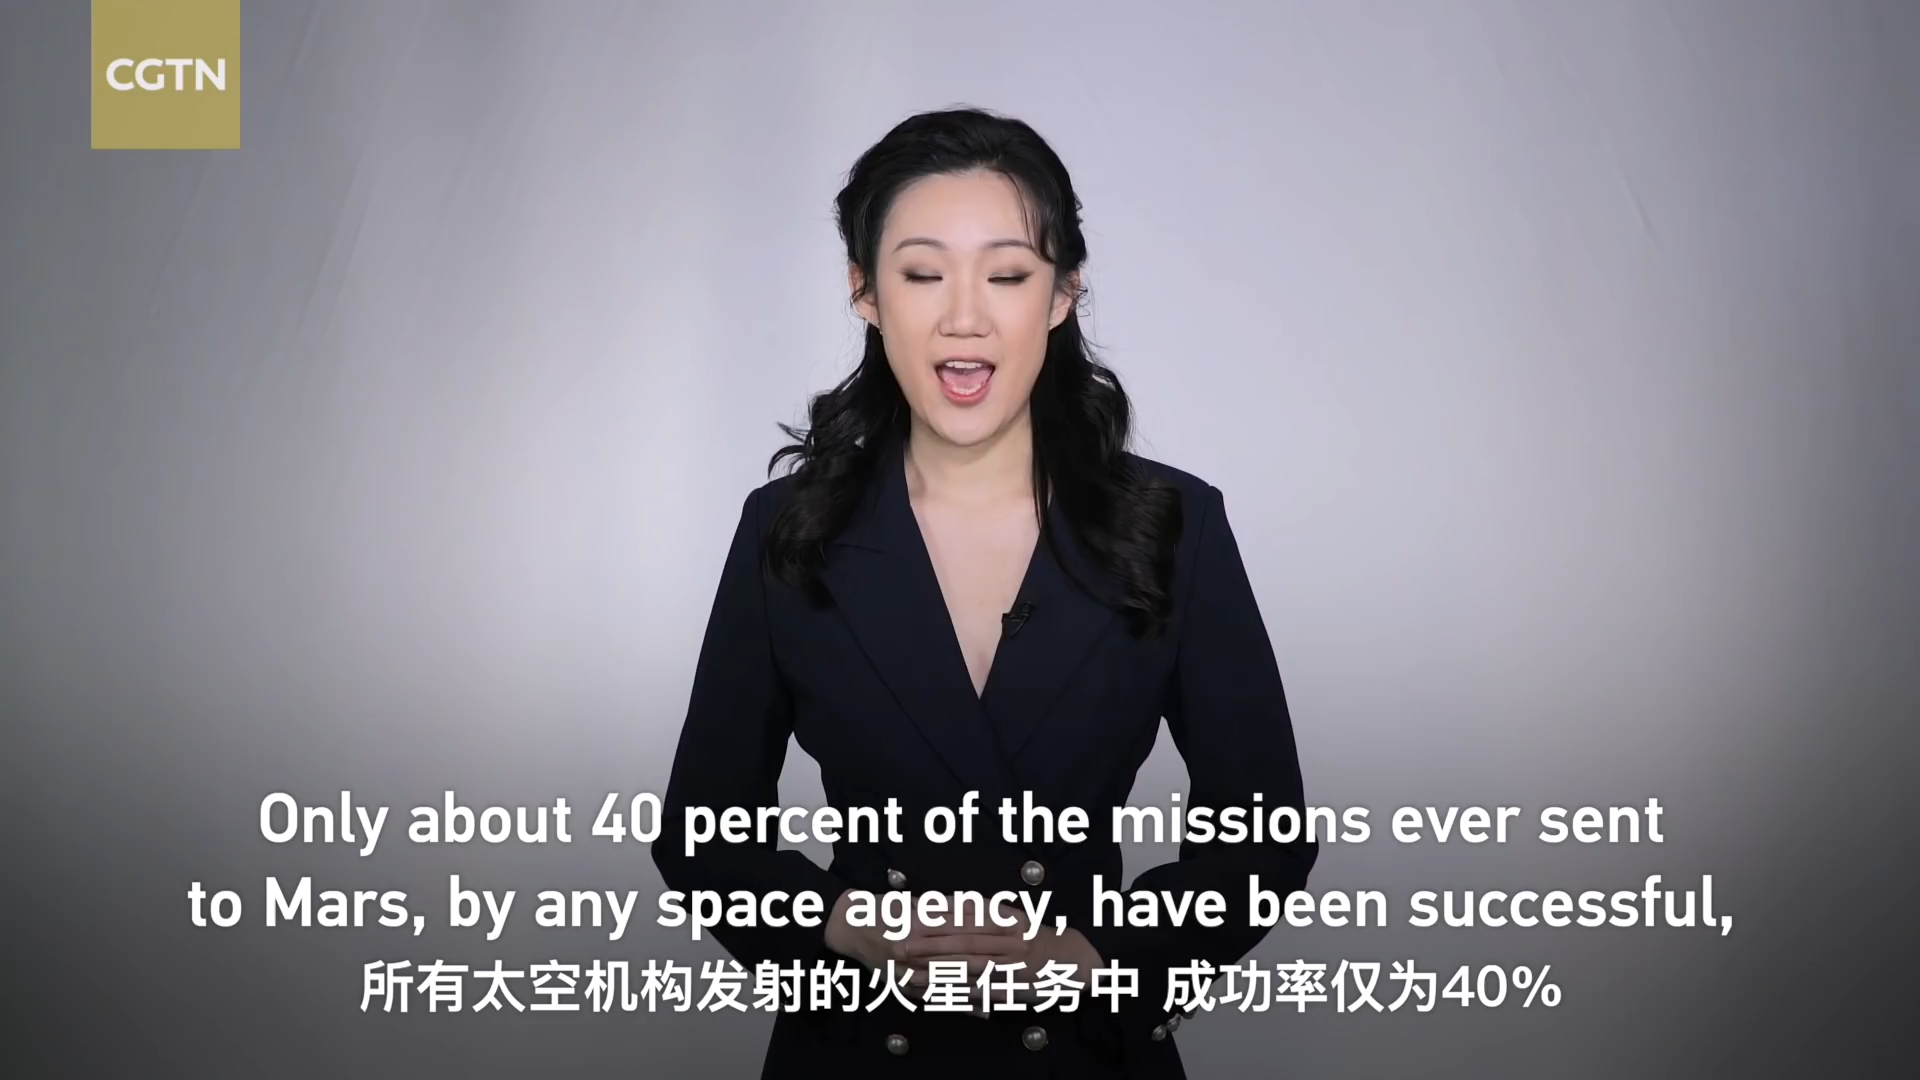 CGTN
Only about 40 percent of the missions ever sent
to Mars, by any space agency, have been successful,
所有太空机构发射的火星任务中 成功率仅为40%